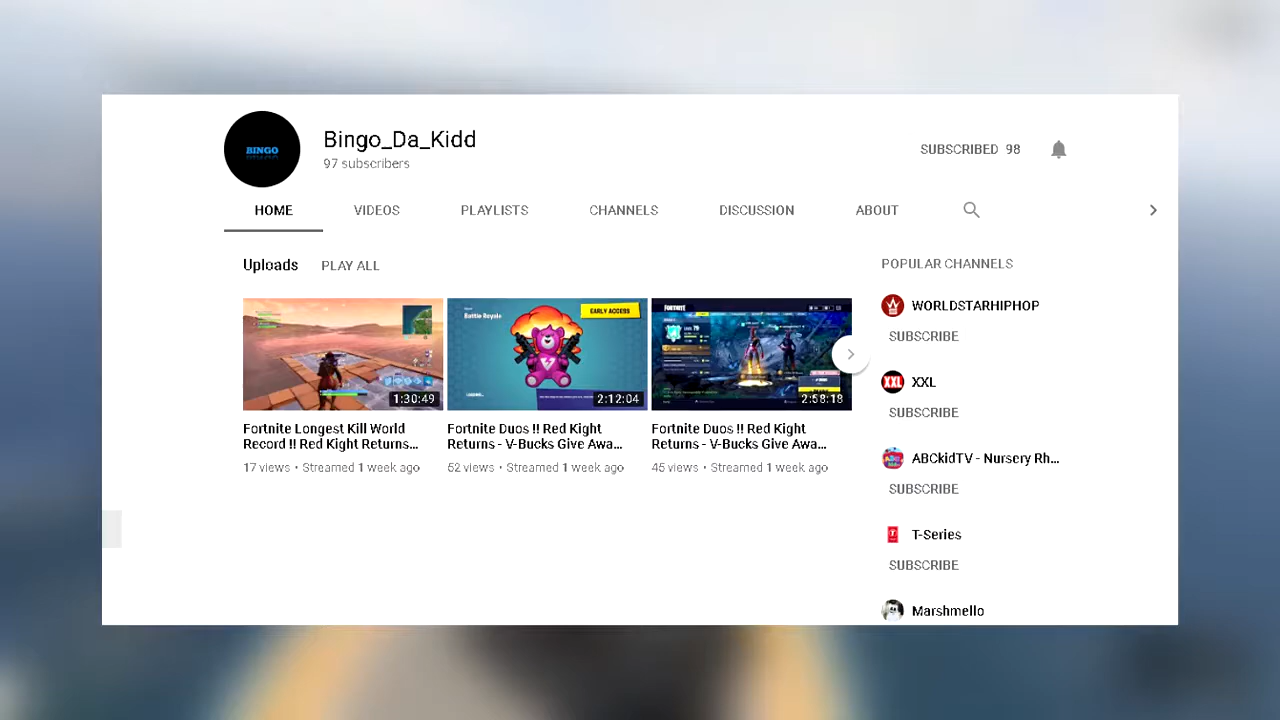 BINGO
Bingo_Da_Kidd
97 subscribers
SUBSCRIBED 98
HOME VIDEOS PLAYLISTS CHANNELS DISCUSSION ABOUT
Uploads PLAY ALL
1:30:49
Fortnite Longest Kill World
Record !! Red Kight Returns...
17 views • Streamed 1 week ago
Battle Royale
EARLY ACCESS
2:12:04
Fortnite Duos !! Red Kight
Returns - V-Bucks Give Awa...
52 views • Streamed 1 week ago
FORTNITE
2:58:18
Fortnite Duos !! Red Kight
Returns - V-Bucks Give Awa...
45 views • Streamed 1 week ago
POPULAR CHANNELS
WORLDSTARHIPHOP
SUBSCRIBE
XXL
XXL
SUBSCRIBE
ABCkidTV - Nursery Rh...
SUBSCRIBE
T-Series
SUBSCRIBE
Marshmello